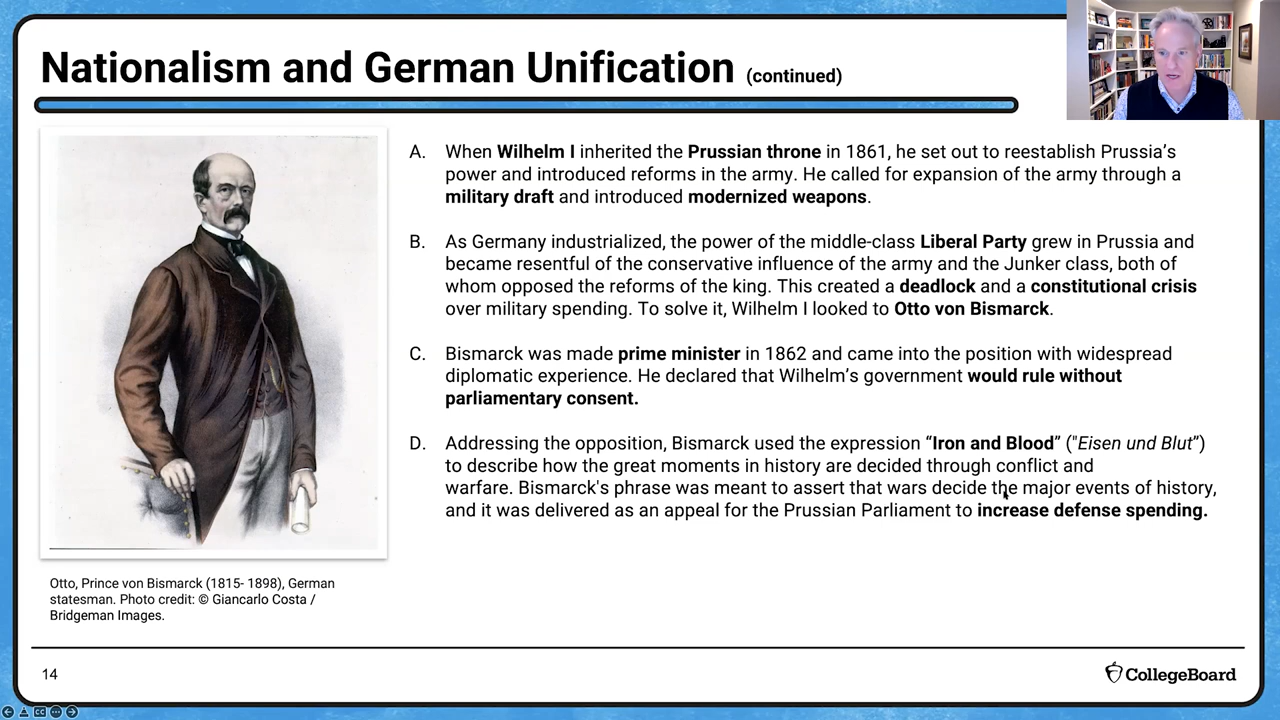 Nationalism and German Unification (continued)
A. When Wilhelm I inherited the Prussian throne in 1861, he set out to reestablish Prussia’s
power and introduced reforms in the army. He called for expansion of the army through a
military draft and introduced modernized weapons.
B. As Germany industrialized, the power of the middle-class Liberal Party grew in Prussia and
became resentful of the conservative influence of the army and the Junker class, both of
whom opposed the reforms of the king. This created a deadlock and a constitutional crisis
over military spending. To solve it, Wilhelm I looked to Otto von Bismarck.
C. Bismarck was made prime minister in 1862 and came into the position with widespread
diplomatic experience. He declared that Wilhelm’s government would rule without
parliamentary consent.
D. Addressing the opposition, Bismarck used the expression “Iron and Blood” ("Eisen und Blut”)
to describe how the great moments in history are decided through conflict and
warfare. Bismarck's phrase was meant to assert that wars decide the major events of history,
and it was delivered as an appeal for the Prussian Parliament to increase defense spending.
Otto, Prince von Bismarck (1815- 1898), German
statesman. Photo credit: © Giancarlo Costa /
Bridgeman Images.
14
CollegeBoard
CC